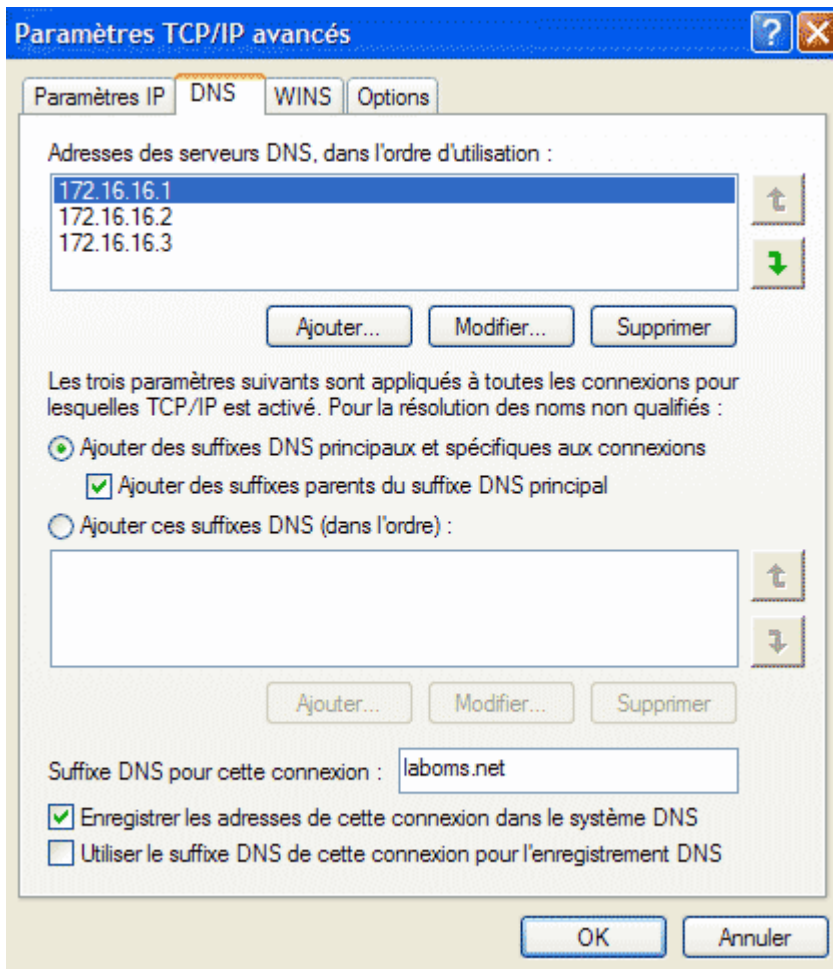 Paramètres TCP/IP avancés
Paramètres IP DNS WINS Options
Adresses des serveurs DNS, dans l'ordre d'utilisation :
172.16.16.1
172.16.16.2
172.16.16.3
Ajouter... Modifier... Supprimer
Les trois paramètres suivants sont appliqués à toutes les connexions pour
lesquelles TCP/IP est activé. Pour la résolution des noms non qualifiés :
Ajouter des suffixes DNS principaux et spécifiques aux connexions
Ajouter des suffixes parents du suffixe DNS principal
Ajouter ces suffixes DNS (dans l'ordre) :
Ajouter... Modifier... Supprimer
Suffixe DNS pour cette connexion : laboms.net
Enregistrer les adresses de cette connexion dans le système DNS
Utiliser le suffixe DNS de cette connexion pour l'enregistrement DNS
OK Annuler